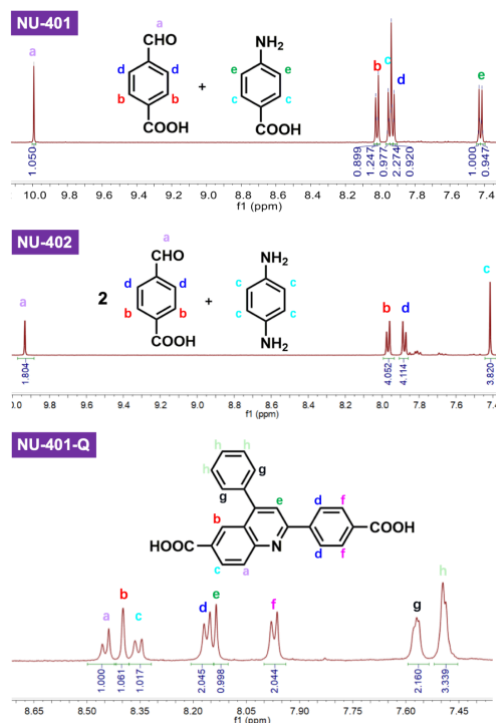 NU-401
a
CHO
NH₂
a
d
d
+
e
e
b
b
c
c
COOH
COOH
b
c
d
e
1.050
0.899
1.247
0.977
2.274
0.920
1.000
0.947
10.0 9.8 9.6 9.4 9.2 9.0 8.8 8.6 8.4 8.2 8.0 7.8 7.6 7.4
f1 (ppm)
NU-402
a
CHO
NH₂
a
2
d
d
+
c
c
b
b
c
c
COOH
NH₂
b
d
c
1.804
4.052
4.114
3.820
9.8 9.6 9.4 9.2 9.0 8.8 8.6 8.4 8.2 8.0 7.8 7.6
f1 (ppm)
NU-401-Q
h
h
h
g
g
b
e
d
f
COOH
HOOC
N
c
a
d
f
a
b
c
d
e
f
g
h
1.000
1.061
1.017
2.045
0.998
2.044
2.160
3.339
8.65 8.50 8.35 8.20 8.05 7.90 7.75 7.60 7.45
f1 (ppm)